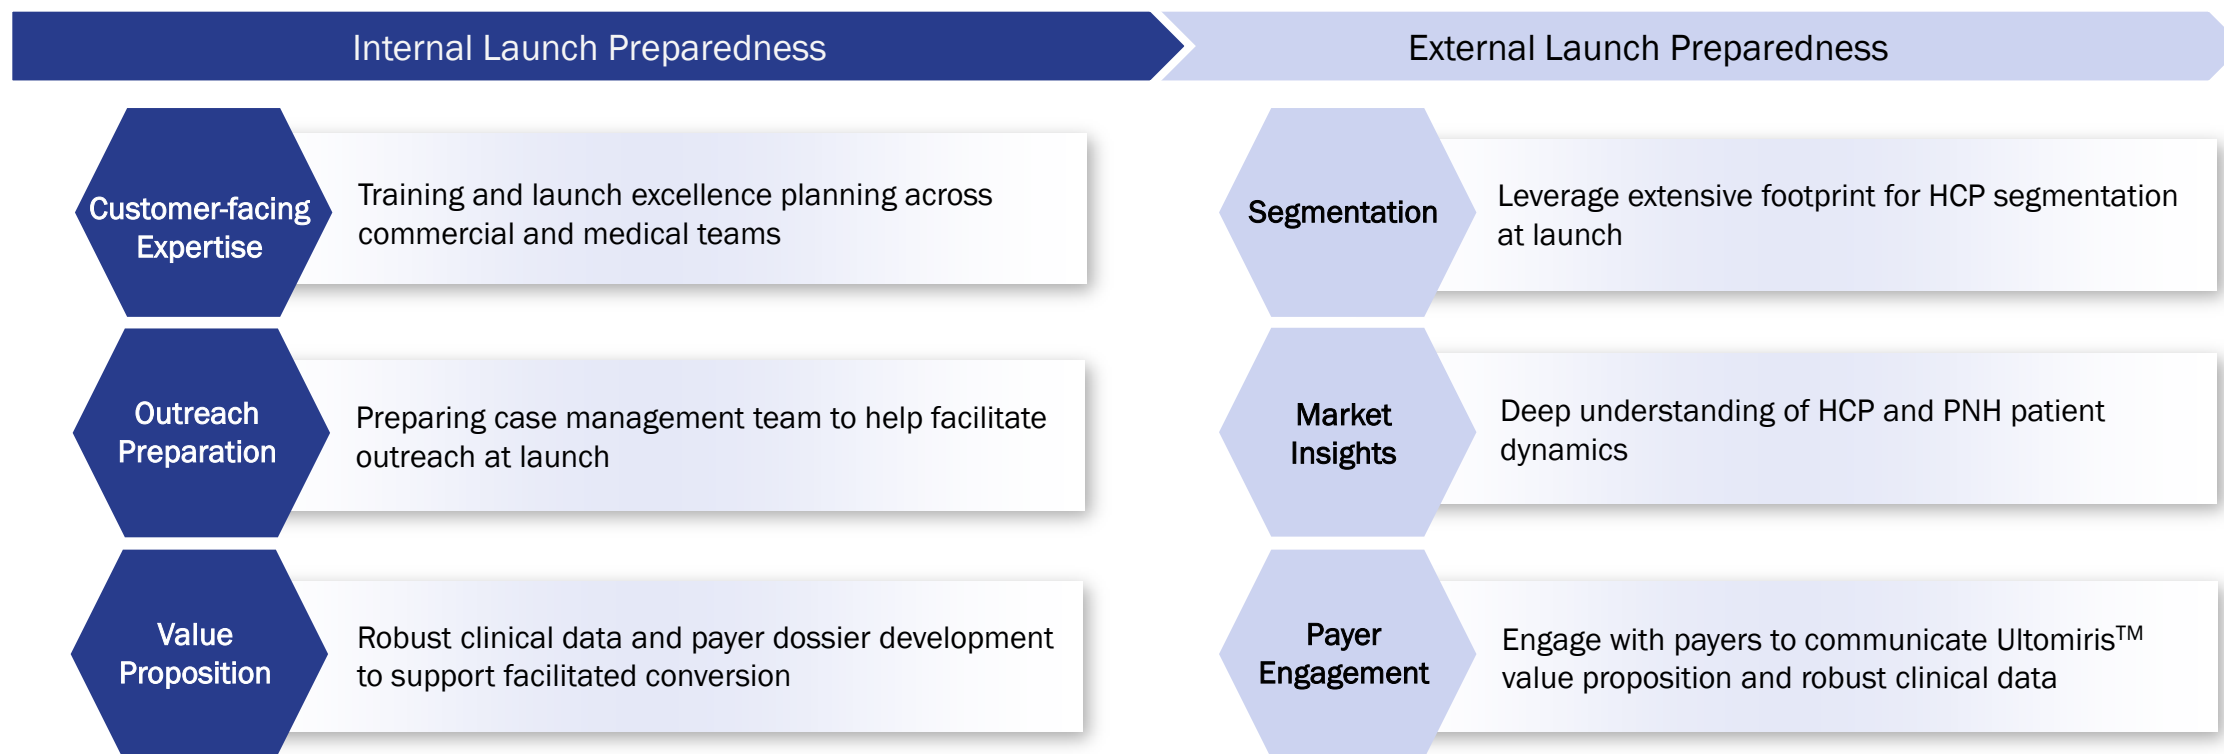 Internal Launch Preparedness
External Launch Preparedness
Customer-facing
Expertise
Training and launch excellence planning across
commercial and medical teams
Outreach
Preparation
Preparing case management team to help facilitate
outreach at launch
Value
Proposition
Robust clinical data and payer dossier development
to support facilitated conversion
Segmentation
Leverage extensive footprint for HCP segmentation
at launch
Market
Insights
Deep understanding of HCP and PNH patient
dynamics
Payer
Engagement
Engage with payers to communicate Ultomiris™
value proposition and robust clinical data